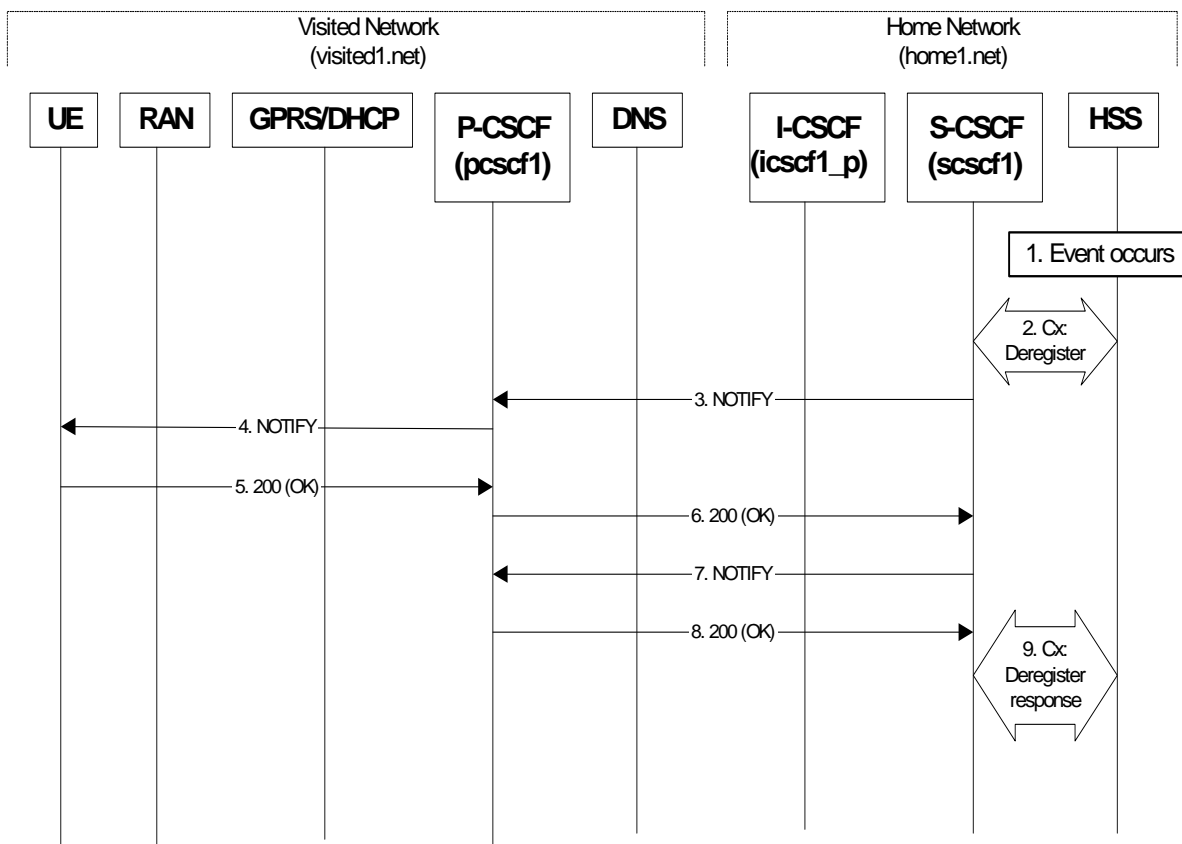 Visited Network
(visited1.net)
Home Network
(home1.net)
UE
RAN
GPRS/DHCP
P-CSCF
(pcscf1)
DNS
I-CSCF
(icscf1_p)
S-CSCF
(scscf1)
HSS
1. Event occurs
2. Cx:
Deregister
3. NOTIFY
4. NOTIFY
5. 200 (OK)
6. 200 (OK)
7. NOTIFY
8. 200 (OK)
9. Cx:
Deregister
response